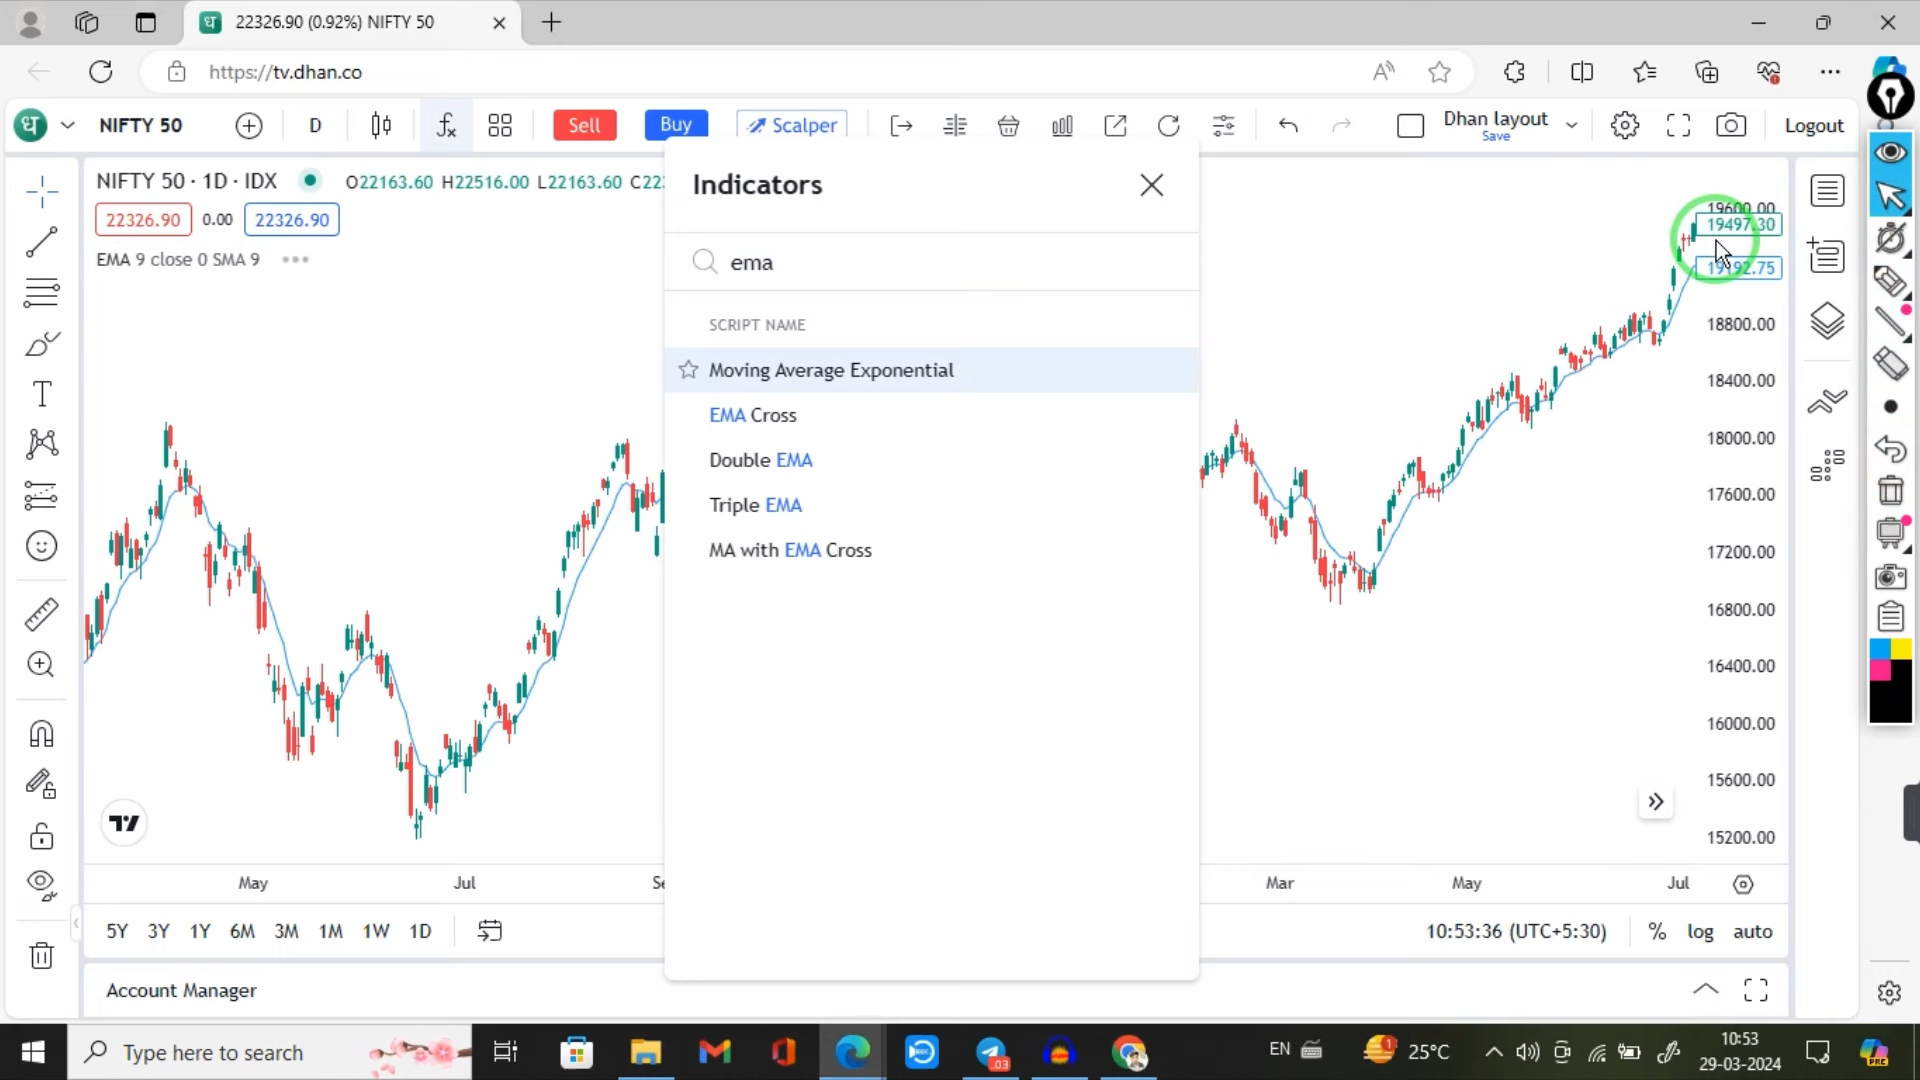 22326.90 (0.92%) NIFTY 50
https://tv.dhan.co
ध NIFTY 50 D Sell Buy Scalper Dhan layout Save Logout
NIFTY 50 · 1D · IDX O22163.60 H22516.00 L22163.60 C22
22326.90 0.00 22326.90
EMA 9 close 0 SMA 9
Indicators
ema
SCRIPT NAME
Moving Average Exponential
EMA Cross
Double EMA
Triple EMA
MA with EMA Cross
19600.00
19497.30
19192.75
18800.00
18400.00
18000.00
17600.00
17200.00
16800.00
16400.00
16000.00
15600.00
15200.00
May Jul Se Mar May Jul
5Y 3Y 1Y 6M 3M 1M 1W 1D 10:53:36 (UTC+5:30) % log auto
Account Manager
Type here to search EN 25°C 10:53
29-03-2024